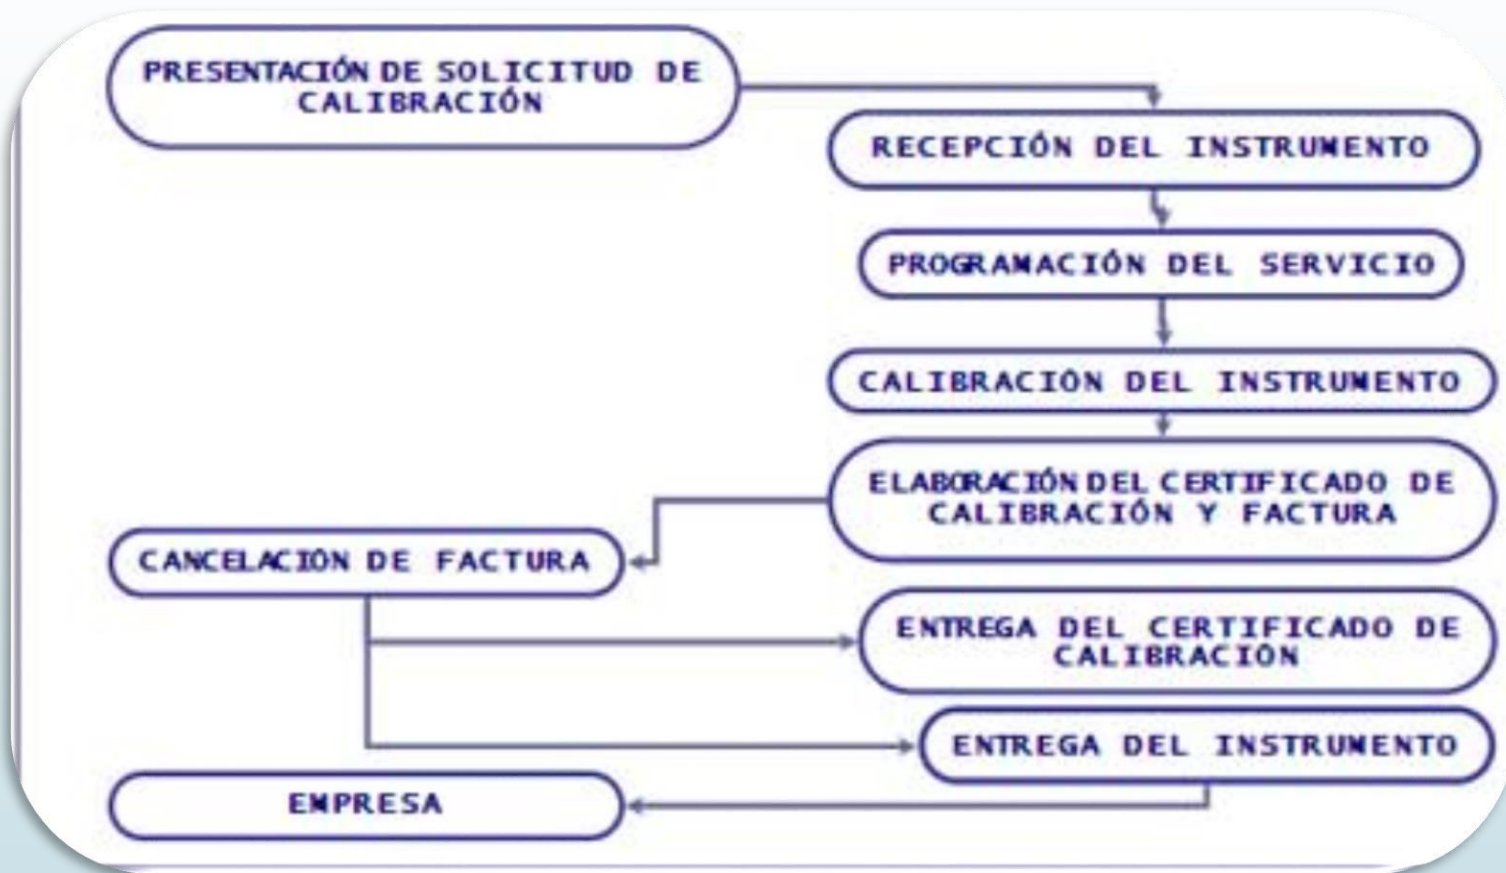 PRESENTACIÓN DE SOLICITUD DE
CALIBRACIÓN
RECEPCIÓN DEL INSTRUMENTO
PROGRAMACIÓN DEL SERVICIO
CALIBRACIÓN DEL INSTRUMENTO
ELABORACIÓN DEL CERTIFICADO DE
CALIBRACIÓN Y FACTURA
CANCELACIÓN DE FACTURA
ENTREGA DEL CERTIFICADO DE
CALIBRACIÓN
ENTREGA DEL INSTRUMENTO
EMPRESA